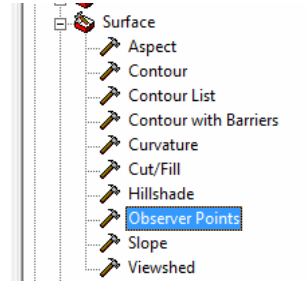 Surface
Aspect
Contour
Contour List
Contour with Barriers
Curvature
Cut/Fill
Hillshade
Observer Points
Slope
Viewshed